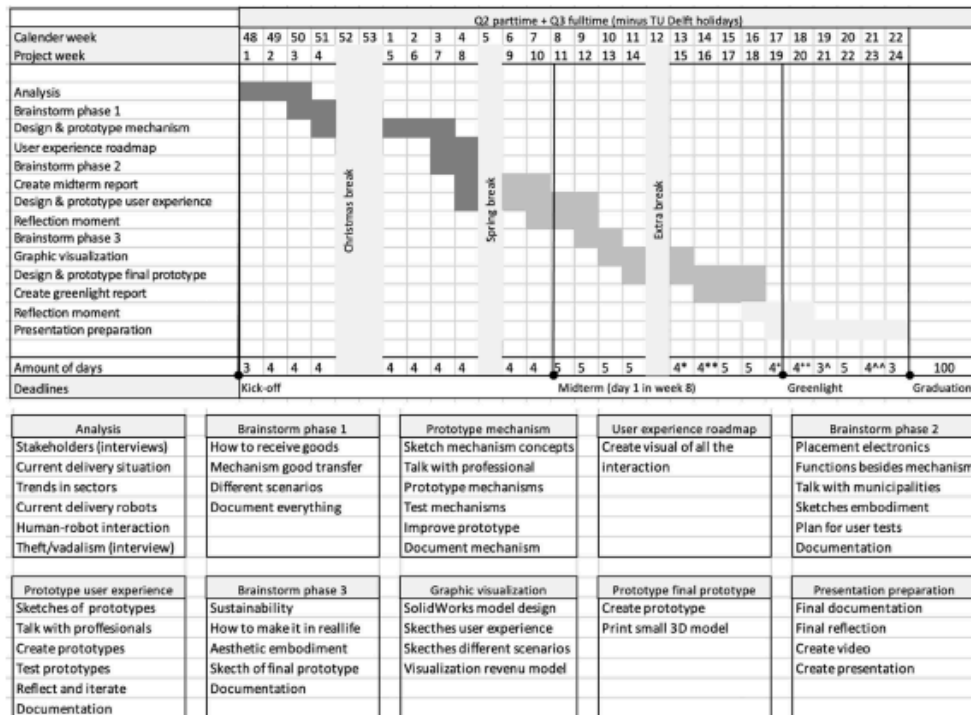 Q2 parttime + Q3 fulltime (minus TU Delft holidays)
Calender week 48 49 50 51 52 53 1 2 3 4 5 6 7 8 9 10 11 12 13 14 15 16 17 18 19 20 21 22
Project week 1 2 3 4 5 6 7 8 9 10 11 12 13 14 15 16 17 18 19 20 21 22 23 24
Analysis
Brainstorm phase 1
Design & prototype mechanism
User experience roadmap
Brainstorm phase 2
Create midterm report
Design & prototype user experience
Reflection moment
Brainstorm phase 3
Graphic visualization
Design & prototype final prototype
Create greenlight report
Reflection moment
Presentation preparation
Christmas break
Spring break
Extra break
Amount of days 3 4 4 4 4 4 4 4 4 4 5 5 5 5 4* 4** 5 5 4* 4** 3^ 5 4^^ 3 100
Deadlines Kick-off Midterm (day 1 in week 8) Greenlight Graduation
Analysis
Stakeholders (interviews)
Current delivery situation
Trends in sectors
Current delivery robots
Human-robot interaction
Theft/vadalism (interview)
Brainstorm phase 1
How to receive goods
Mechanism good transfer
Different scenarios
Document everything
Prototype mechanism
Sketch mechanism concepts
Talk with professional
Prototype mechanisms
Test mechanisms
Improve prototype
Document mechanism
User experience roadmap
Create visual of all the
interaction
Brainstorm phase 2
Placement electronics
Functions besides mechanism
Talk with municipalities
Sketches embodiment
Plan for user tests
Documentation
Prototype user experience
Sketches of prototypes
Talk with proffesionals
Create prototypes
Test prototypes
Reflect and iterate
Documentation
Brainstorm phase 3
Sustainability
How to make it in reallife
Aesthetic embodiment
Skecth of final prototype
Documentation
Graphic visualization
SolidWorks model design
Skecthes user experience
Skecthes different scenarios
Visualization revenu model
Prototype final prototype
Create prototype
Print small 3D model
Presentation preparation
Final documentation
Final reflection
Create video
Create presentation